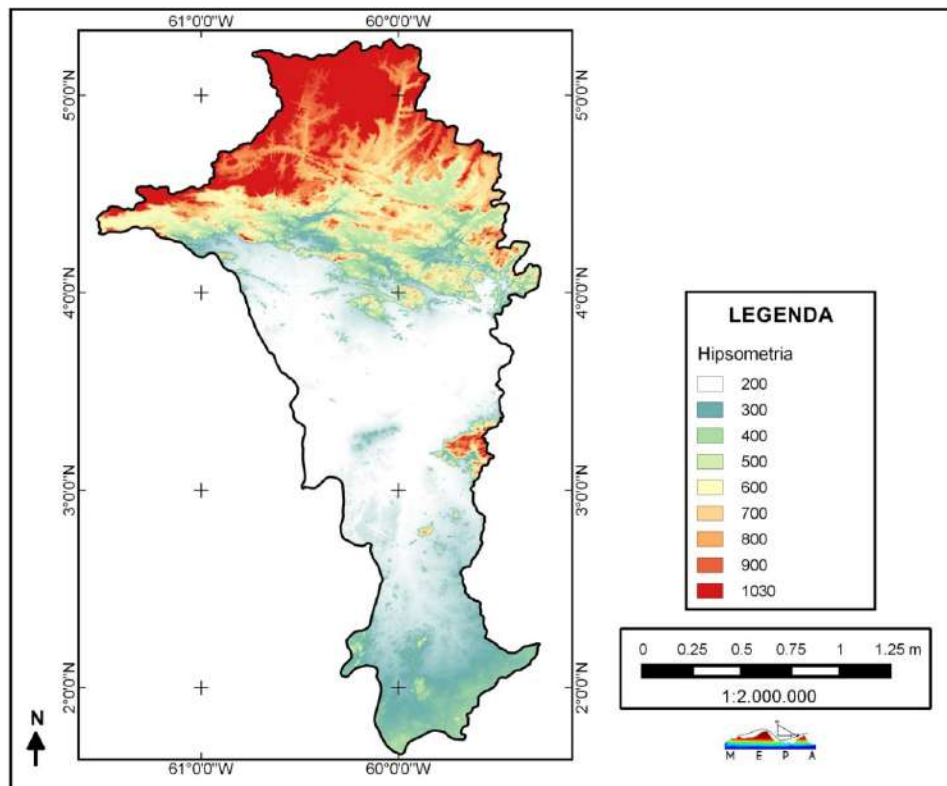 61°0'0"W 60°0'0"W
5°0'0"N 5°0'0"N
4°0'0"N 4°0'0"N
3°0'0"N 3°0'0"N
2°0'0"N 2°0'0"N
61°0'0"W 60°0'0"W
N
LEGENDA
Hipsometria
200
300
400
500
600
700
800
900
1030
0 0.25 0.5 0.75 1 1.25 m
1:2.000.000
M E P A